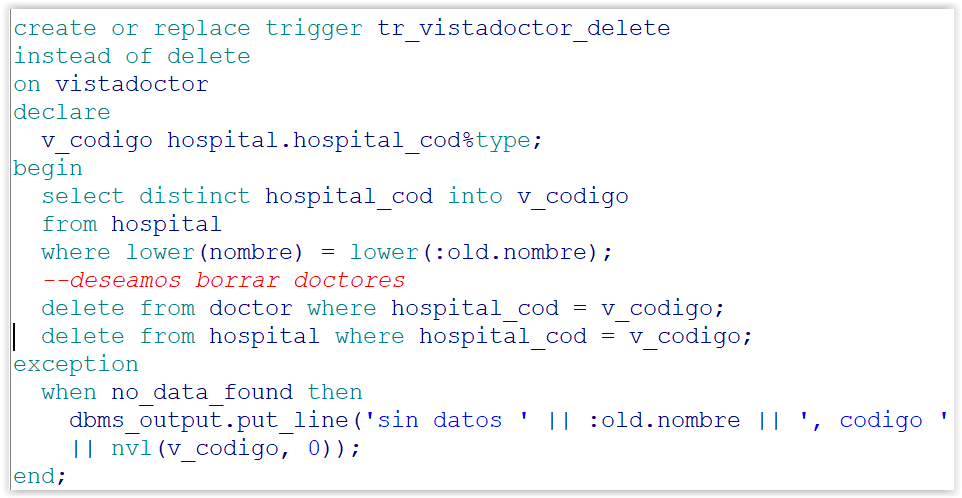 create or replace trigger tr_vistadoctor_delete
instead of delete
on vistadoctor
declare
  v_codigo hospital.hospital_cod%type;
begin
  select distinct hospital_cod into v_codigo
  from hospital
  where lower(nombre) = lower(:old.nombre);
  --deseamos borrar doctores
  delete from doctor where hospital_cod = v_codigo;
  delete from hospital where hospital_cod = v_codigo;
exception
  when no_data_found then
    dbms_output.put_line('sin datos ' || :old.nombre || ', codigo '
    || nvl(v_codigo, 0));
end;